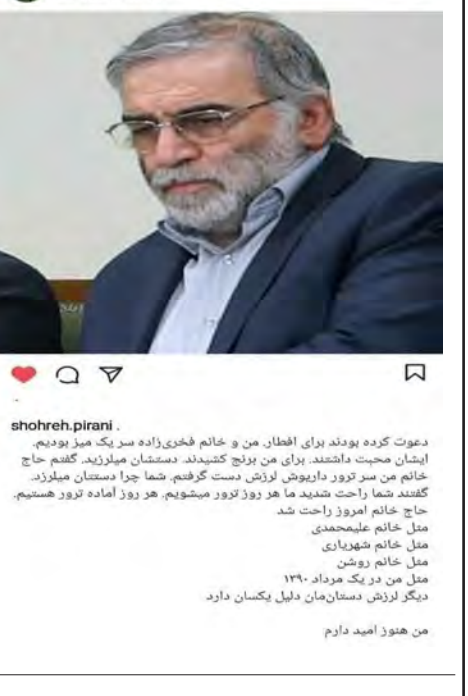 shohreh.pirani .
دعوت کرده بودند برای افطار. من و خانم فخری‌زاده سر یک میز بودیم.
ایشان محبت داشتند. برای من برنج کشیدند. دستشان میلرزید. گفتم حاج
خانم من سر ترور داریوش لرزش دست گرفتم. شما چرا دستتان میلرزد.
گفتند شما راحت شدید ما هر روز ترور میشویم. هر روز آماده ترور هستیم.
حاج خانم امروز راحت شد
مثل خانم علیمحمدی
مثل خانم شهریاری
مثل خانم روشن
مثل من در یک مرداد ۱۳۹۰
دیگر لرزش دستان‌مان دلیل یکسان دارد
من هنوز امید دارم